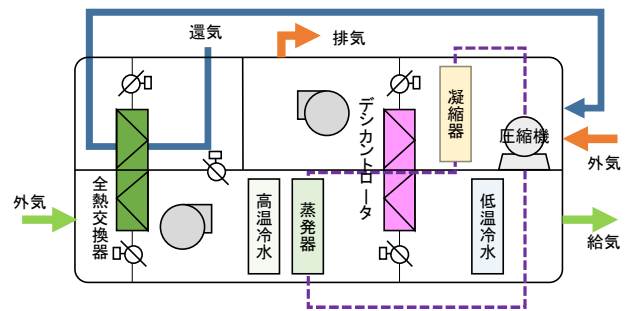 還気
排気
デシカントロータ
凝縮器
圧縮機
外気
全熱交換器
外気
高温冷水
蒸発器
低温冷水
給気